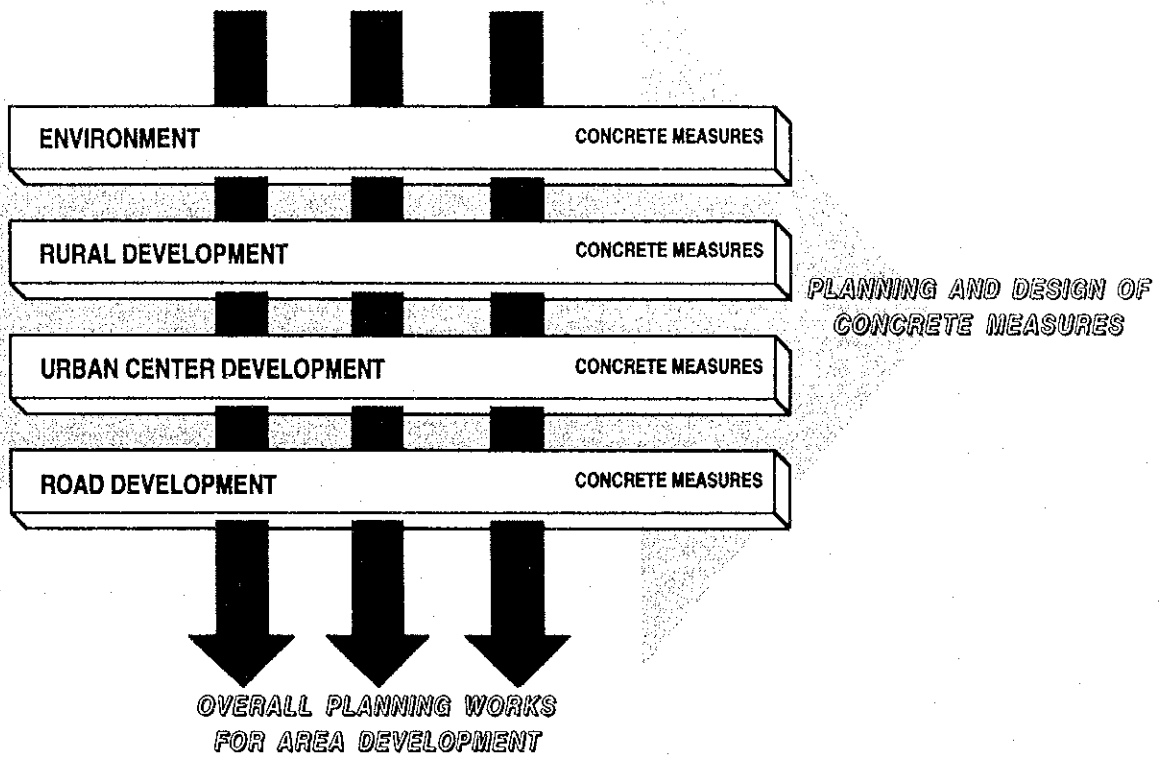 ENVIRONMENT CONCRETE MEASURES
RURAL DEVELOPMENT CONCRETE MEASURES
PLANNING AND DESIGN OF
CONCRETE MEASURES
URBAN CENTER DEVELOPMENT CONCRETE MEASURES
ROAD DEVELOPMENT CONCRETE MEASURES
OVERALL PLANNING WORKS
FOR AREA DEVELOPMENT